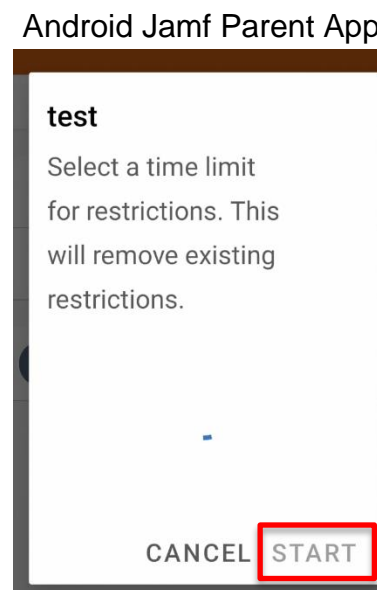 Android Jamf Parent App
test
Select a time limit
for restrictions. This
will remove existing
restrictions.
CANCEL START